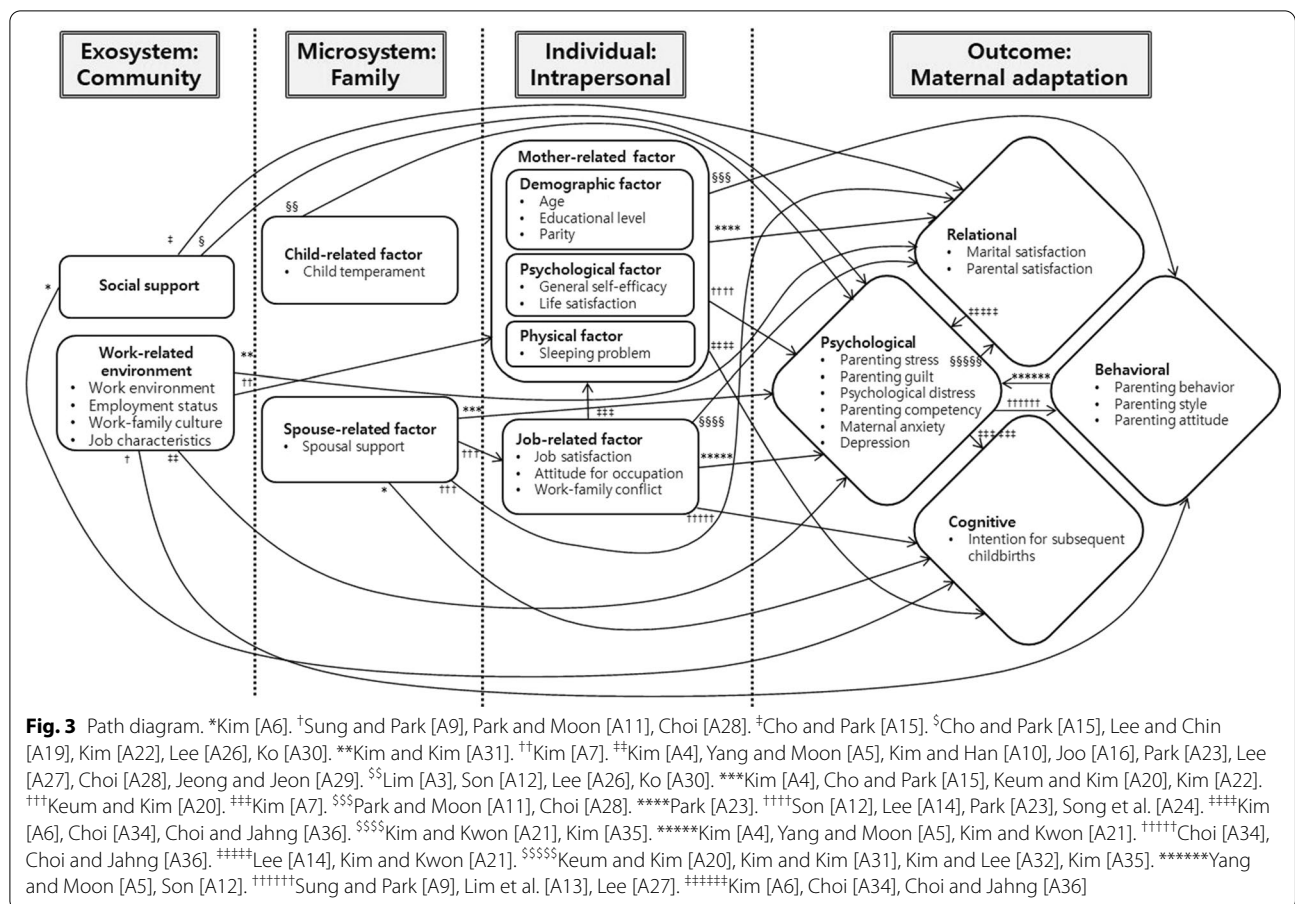 Exosystem:
Community
Microsystem:
Family
Individual:
Intrapersonal
Outcome:
Maternal adaptation
‡
§
*
Social support
Work-related
environment
• Work environment
• Employment status
• Work-family culture
• Job characteristics
**
††
†
‡‡
§§
Child-related factor
• Child temperament
Spouse-related factor
• Spousal support
***
†††
†††
*
Mother-related factor
Demographic factor
• Age
• Educational level
• Parity
Psychological factor
• General self-efficacy
• Life satisfaction
Physical factor
• Sleeping problem
§§§
****
††††
‡‡‡‡
‡‡‡
Job-related factor
• Job satisfaction
• Attitude for occupation
• Work-family conflict
§§§§
*****
†††††
Relational
• Marital satisfaction
• Parental satisfaction
‡‡‡‡‡
§§§§§
Psychological
• Parenting stress
• Parenting guilt
• Psychological distress
• Parenting competency
• Maternal anxiety
• Depression
******
††††††
‡‡‡‡‡‡
Behavioral
• Parenting behavior
• Parenting style
• Parenting attitude
Cognitive
• Intention for subsequent
childbirths
Fig. 3 Path diagram. *Kim [A6]. †Sung and Park [A9], Park and Moon [A11], Choi [A28]. ‡Cho and Park [A15]. $Cho and Park [A15], Lee and Chin
[A19], Kim [A22], Lee [A26], Ko [A30]. **Kim and Kim [A31]. ††Kim [A7]. ‡‡Kim [A4], Yang and Moon [A5], Kim and Han [A10], Joo [A16], Park [A23], Lee
[A27], Choi [A28], Jeong and Jeon [A29]. $$Lim [A3], Son [A12], Lee [A26], Ko [A30]. ***Kim [A4], Cho and Park [A15], Keum and Kim [A20], Kim [A22].
†††Keum and Kim [A20]. ‡‡‡Kim [A7]. $$$Park and Moon [A11], Choi [A28]. ****Park [A23]. ††††Son [A12], Lee [A14], Park [A23], Song et al. [A24]. ‡‡‡‡Kim
[A6], Choi [A34], Choi and Jahng [A36]. $$$$Kim and Kwon [A21], Kim [A35]. *****Kim [A4], Yang and Moon [A5], Kim and Kwon [A21]. †††††Choi [A34],
Choi and Jahng [A36]. ‡‡‡‡‡Lee [A14], Kim and Kwon [A21]. $$$$$Keum and Kim [A20], Kim and Kim [A31], Kim and Lee [A32], Kim [A35]. ******Yang
and Moon [A5], Son [A12]. ††††††Sung and Park [A9], Lim et al. [A13], Lee [A27]. ‡‡‡‡‡‡Kim [A6], Choi [A34], Choi and Jahng [A36]